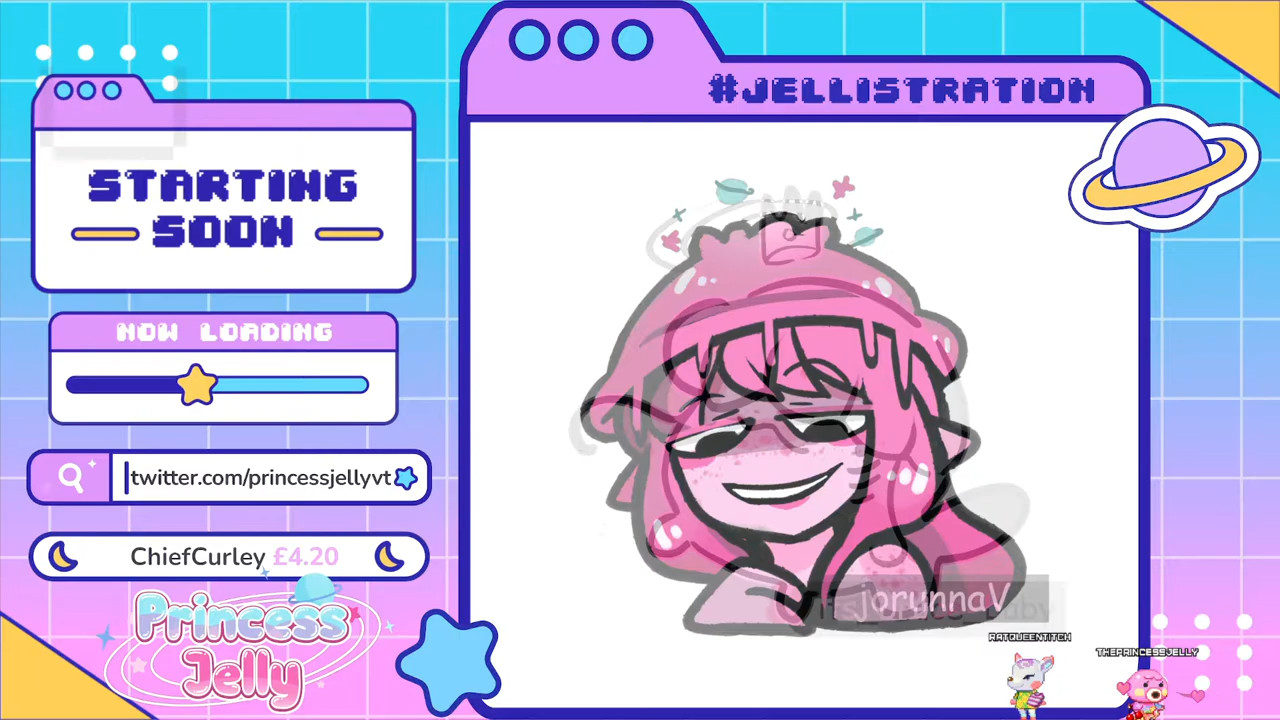 #JELLISTRATION
STARTING
SOON
NOW LOADING
twitter.com/princessjellyvt
ChiefCurley £4.20
Princess
Jelly
jorunnaV
RATQUEENTITCH
THEPRINCESSJELLY